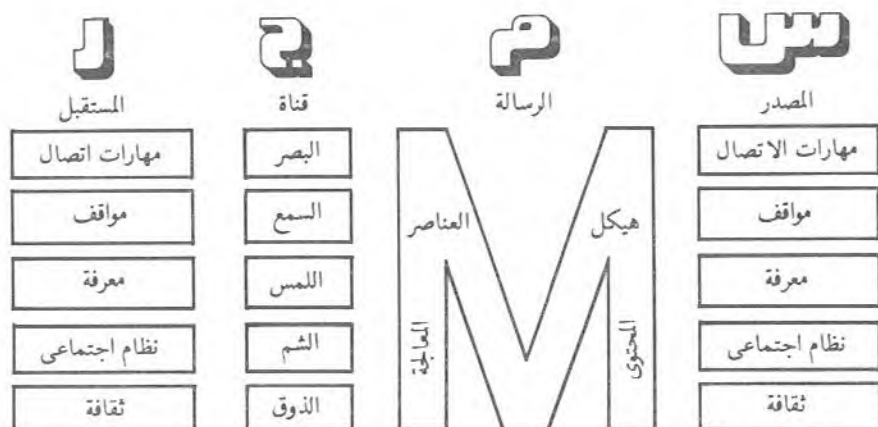 س م ج ر
المصدر الرسالة قناة المستقبل
مهارات الاتصال
مواقف
معرفة
نظام اجتماعى
ثقافة
هيكل
العناصر
المحتوى
المعالجة
البصر
السمع
اللمس
الشم
الذوق
مهارات اتصال
مواقف
معرفة
نظام اجتماعى
ثقافة
M